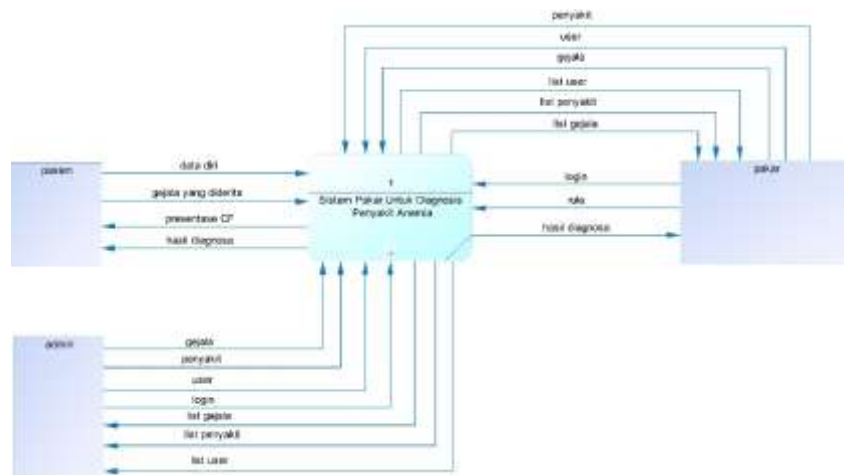 penyakit
user
gejala
list user
list penyakit
list gejala
pasien
data diri
gejala yang diderita
presentase CF
hasil diagnosa
1
Sistem Pakar Untuk Diagnosis
Penyakit Anemia
pakar
login
rule
hasil diagnosa
admin
gejala
penyakit
user
login
list gejala
list penyakit
list user